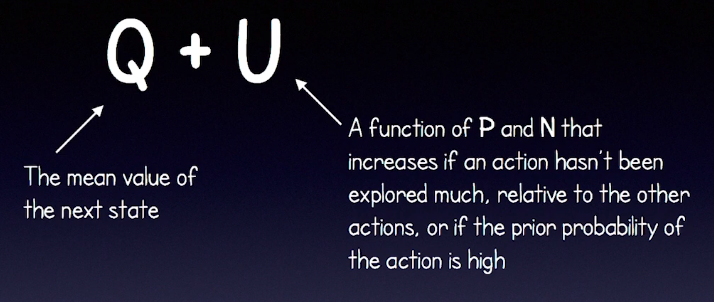 Q + U
The mean value of
the next state
A function of P and N that
increases if an action hasn't been
explored much, relative to the other
actions, or if the prior probability of
the action is high